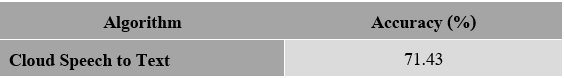 Algorithm Accuracy (%)
Cloud Speech to Text 71.43